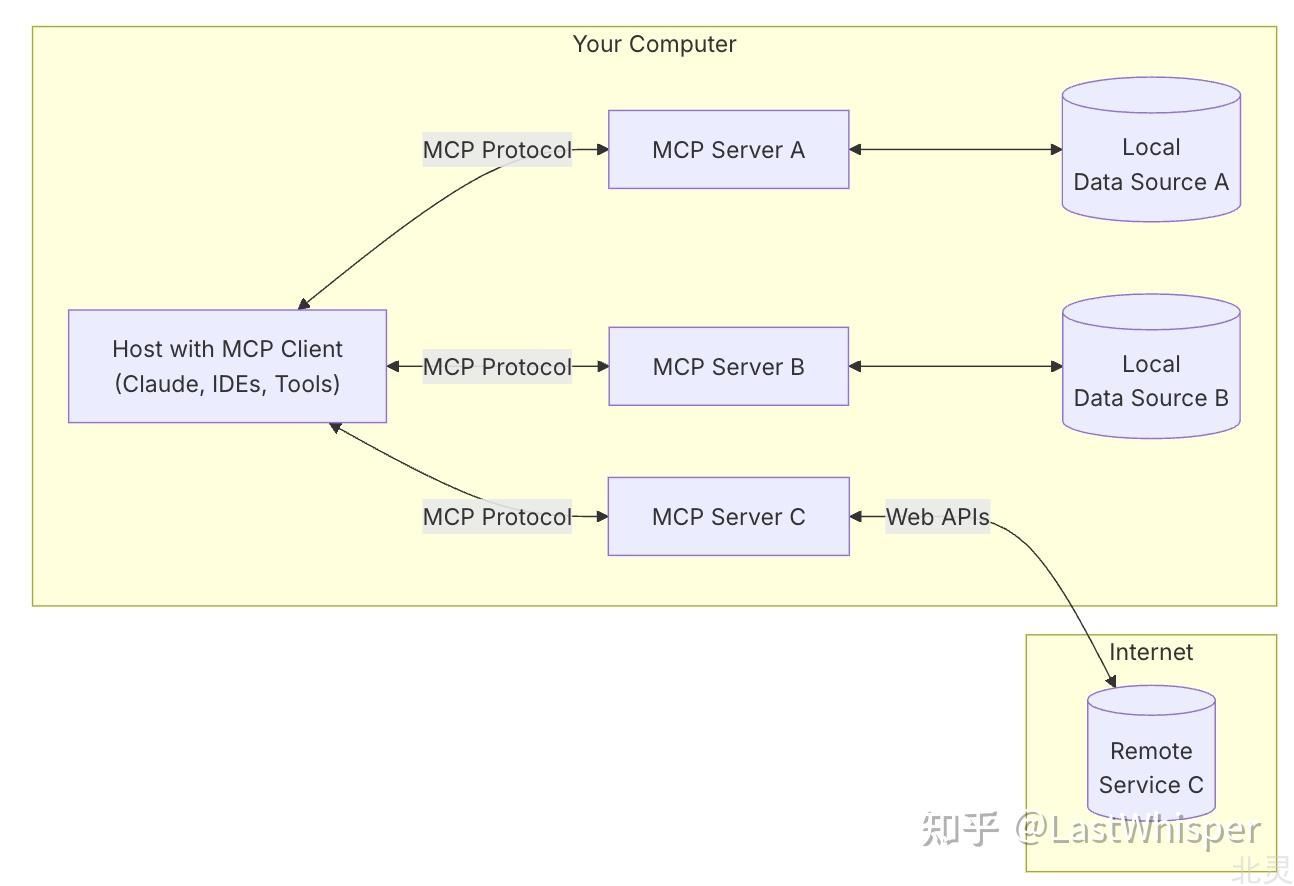 Your Computer
MCP Protocol
MCP Server A
Local
Data Source A
Host with MCP Client
(Claude, IDEs, Tools)
MCP Protocol
MCP Server B
Local
Data Source B
MCP Protocol
MCP Server C
Web APIs
Internet
Remote
Service C
知乎 @LastWhisper
北灵